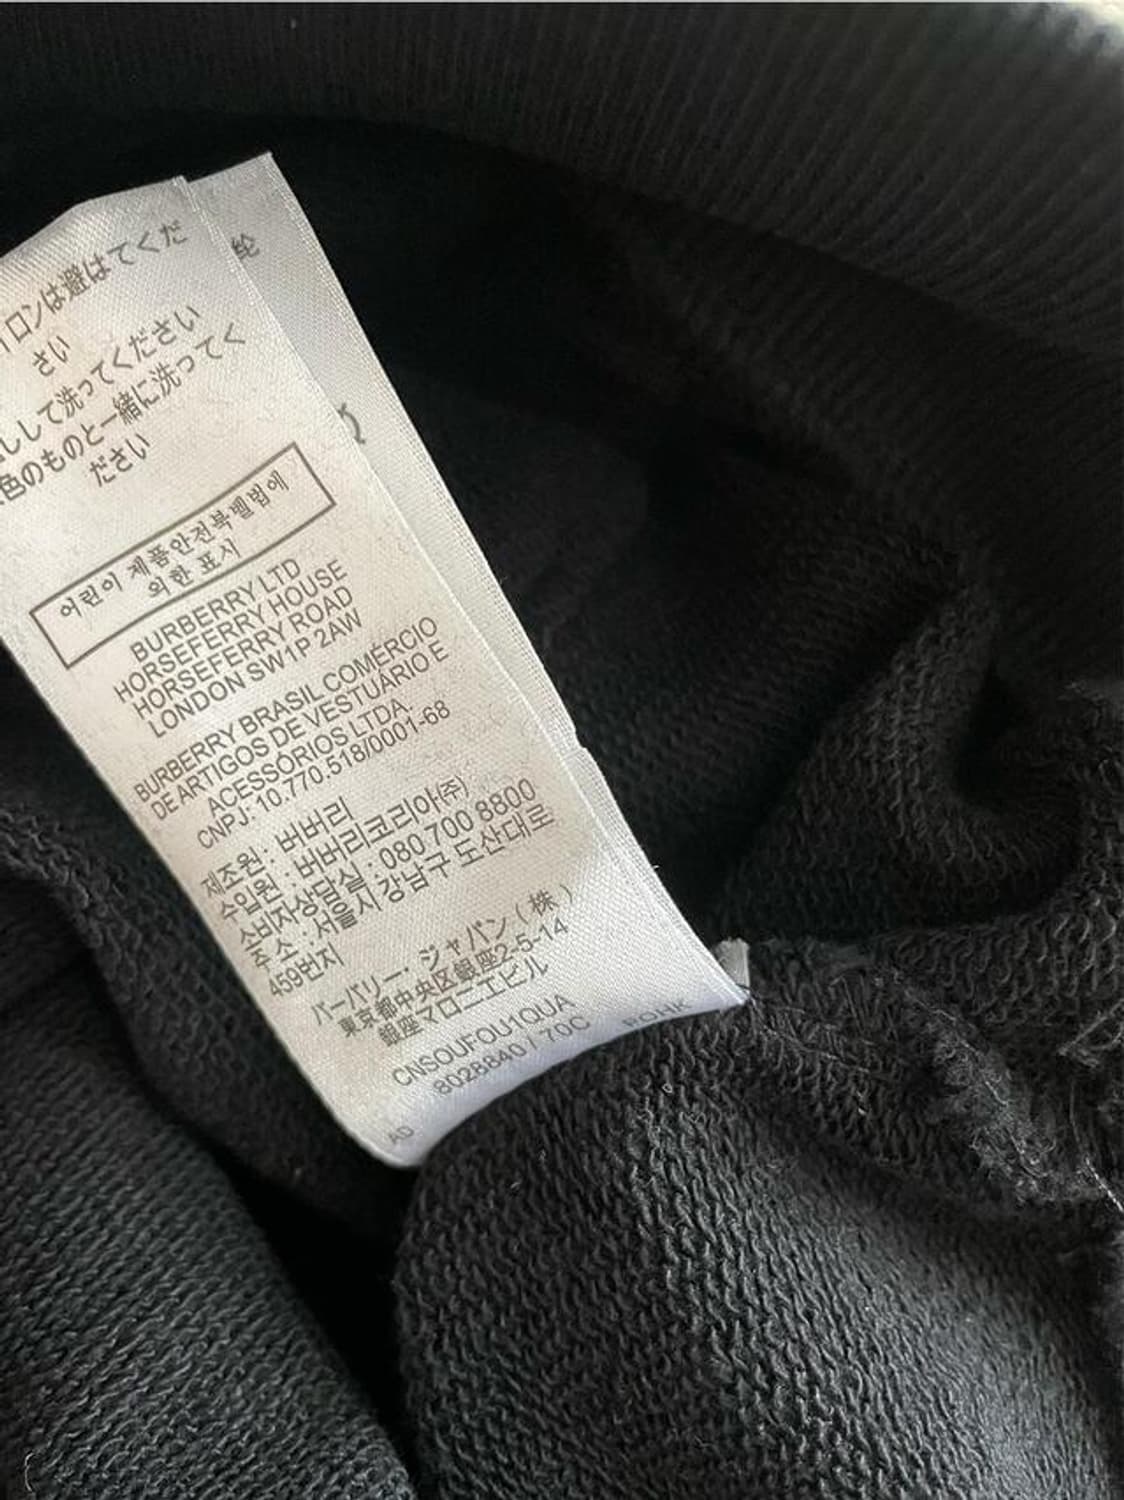 ロンは避けてくだ
さい
して洗ってください
色のものと一緒に洗ってく
ださい
어린이 제품안전특별법에
의한 표시
BURBERRY LTD
HORSEFERRY HOUSE
HORSEFERRY ROAD
LONDON SW1P 2AW
BURBERRY BRASIL COMÉRCIO
DE ARTIGOS DE VESTUÁRIO E
ACESSÓRIOS LTDA.
CNPJ: 10.770.518/0001-68
제조원: 버버리
수입원 : 버버리코리아(주)
소비자상담실 : 080 700 8800
주소 : 서울시 강남구 도산대로
459번지
バーバリー・ジャパン(株)
東京都中央区銀座2-5-14
銀座マロニエビル
CNSOUFOU1QUA
8028840 | 70C
AD
纶